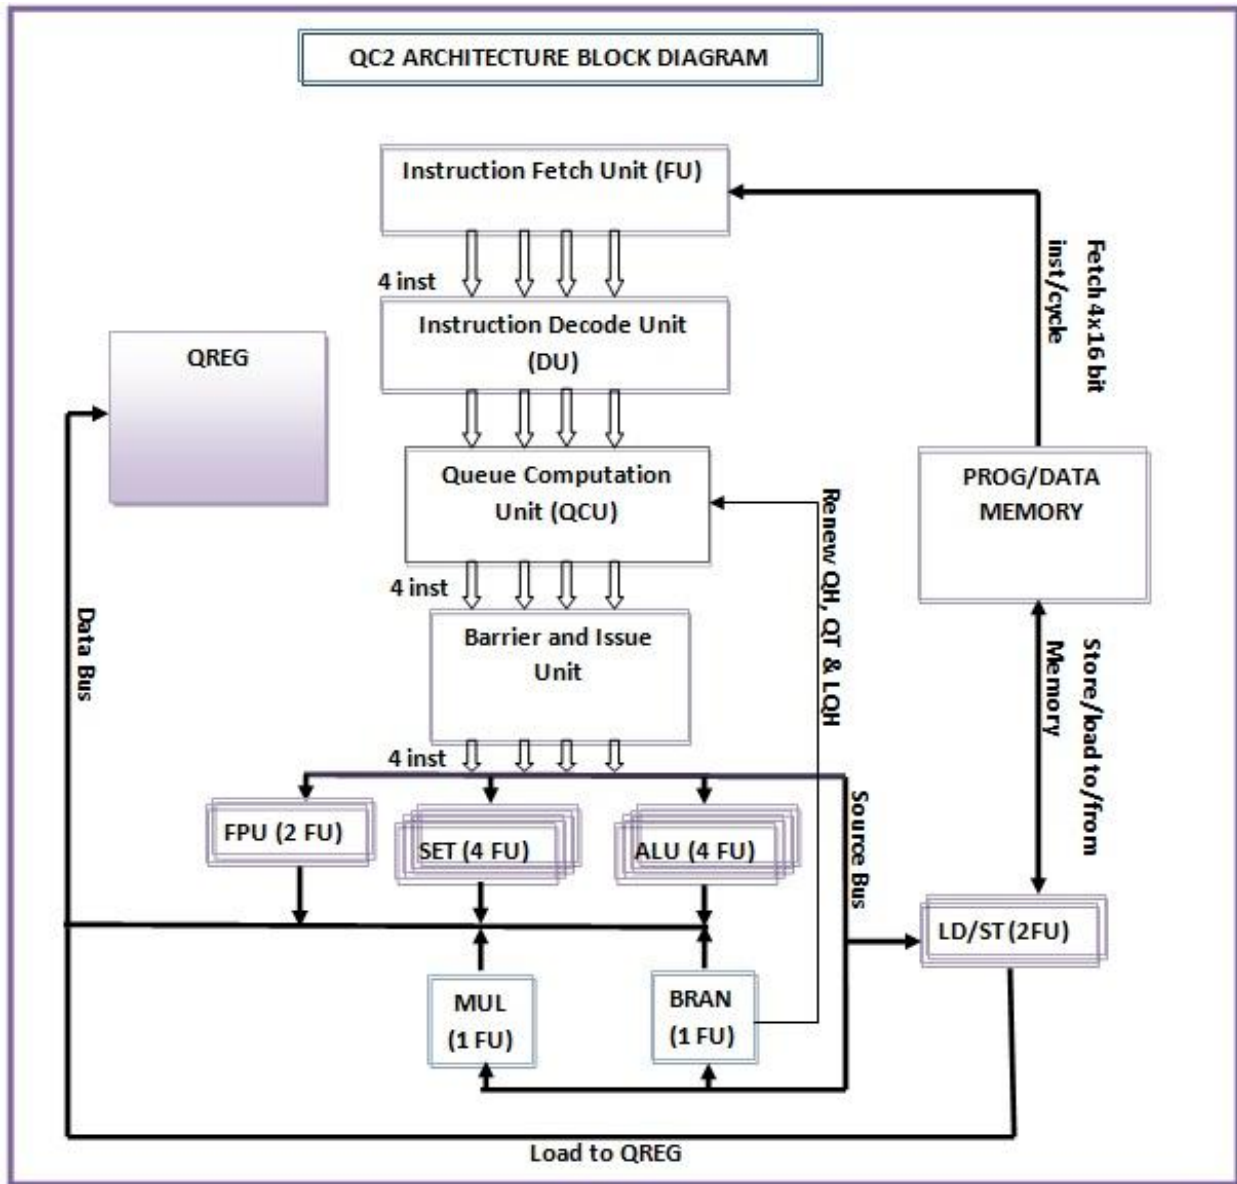 QC2 ARCHITECTURE BLOCK DIAGRAM
Instruction Fetch Unit (FU)
4 inst
Instruction Decode Unit
(DU)
QREG
Queue Computation
Unit (QCU)
4 inst
Barrier and Issue
Unit
4 inst
Fetch 4x16 bit
inst/cycle
PROG/DATA
MEMORY
Renew QH, QT & LQH
Data Bus
Store/load to/from
Memory
Source Bus
FPU (2 FU)
SET (4 FU)
ALU (4 FU)
LD/ST (2FU)
MUL
(1 FU)
BRAN
(1 FU)
Load to QREG